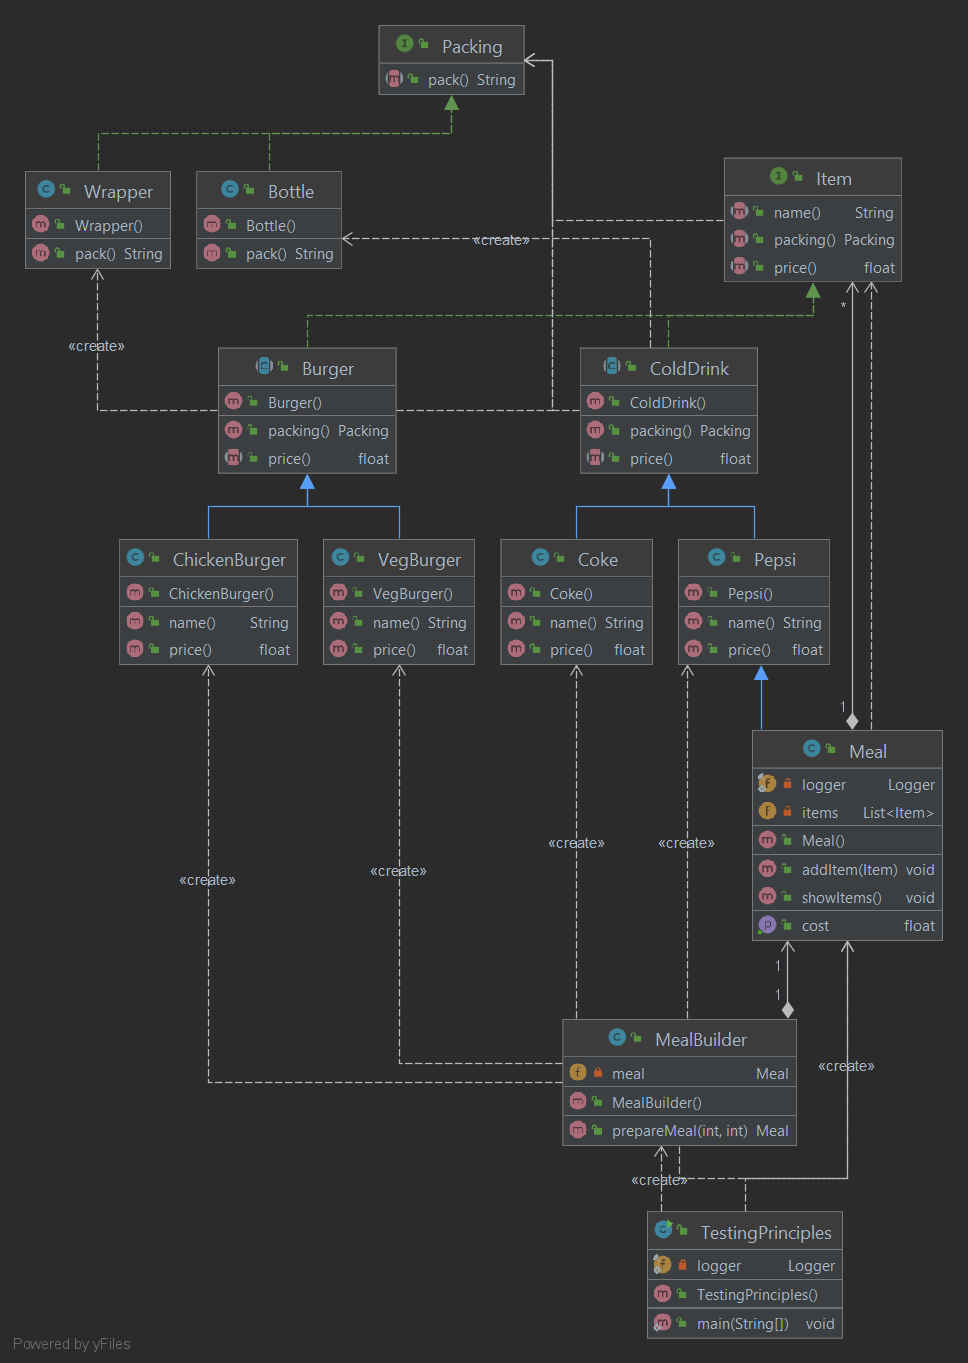 Packing
pack() String
Wrapper
Wrapper()
pack() String
Bottle
Bottle()
pack() String
Item
name() String
packing() Packing
price() float
«create»
*
«create»
Burger
Burger()
packing() Packing
price() float
ColdDrink
ColdDrink()
packing() Packing
price() float
ChickenBurger
ChickenBurger()
name() String
price() float
VegBurger
VegBurger()
name() String
price() float
Coke
Coke()
name() String
price() float
Pepsi
Pepsi()
name() String
price() float
1
Meal
logger Logger
items List<Item>
Meal()
addItem(Item) void
showItems() void
cost float
«create»
«create»
«create»
«create»
1
1
MealBuilder
meal Meal
MealBuilder()
prepareMeal(int, int) Meal
«create»
«create»
TestingPrinciples
logger Logger
TestingPrinciples()
main(String[]) void
Powered by yFiles